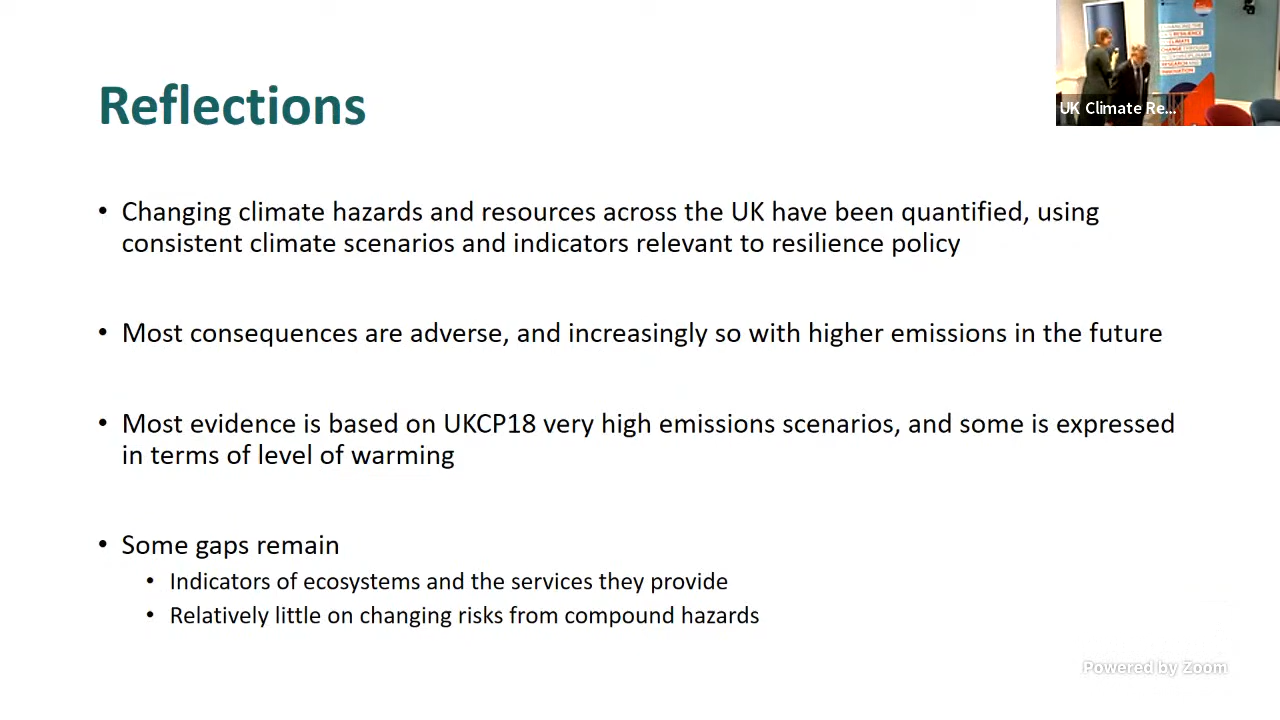 UK Climate Re...
Reflections
• Changing climate hazards and resources across the UK have been quantified, using
consistent climate scenarios and indicators relevant to resilience policy
• Most consequences are adverse, and increasingly so with higher emissions in the future
• Most evidence is based on UKCP18 very high emissions scenarios, and some is expressed
in terms of level of warming
• Some gaps remain
• Indicators of ecosystems and the services they provide
• Relatively little on changing risks from compound hazards
Powered by Zoom